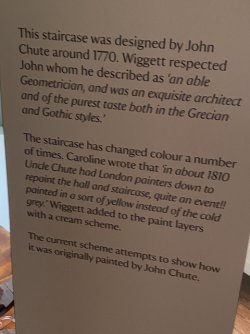 This staircase was designed by John
Chute around 1770. Wiggett respected
John whom he described as ‘an able
Geometrician, and was an exquisite architect
and of the purest taste both in the Grecian
and Gothic styles.’
The staircase has changed colour a number
of times. Caroline wrote that ‘in about 1810
Uncle Chute had London painters down to
repaint the hall and staircase, quite an event!!
painted in a sort of yellow instead of the cold
grey.’ Wiggett added to the paint layers
with a cream scheme.
The current scheme attempts to show how
it was originally painted by John Chute.